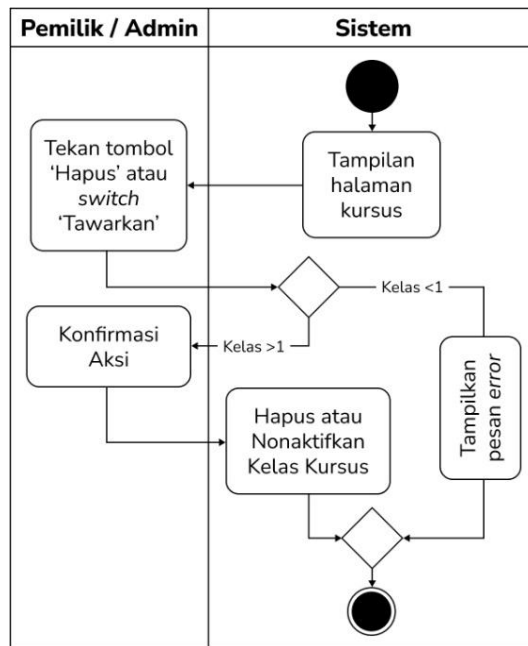 Pemilik / Admin
Sistem
Tekan tombol
‘Hapus’ atau
switch
‘Tawarkan’
Tampilan
halaman
kursus
Kelas <1
Kelas >1
Konfirmasi
Aksi
Tampilkan
pesan error
Hapus atau
Nonaktifkan
Kelas Kursus